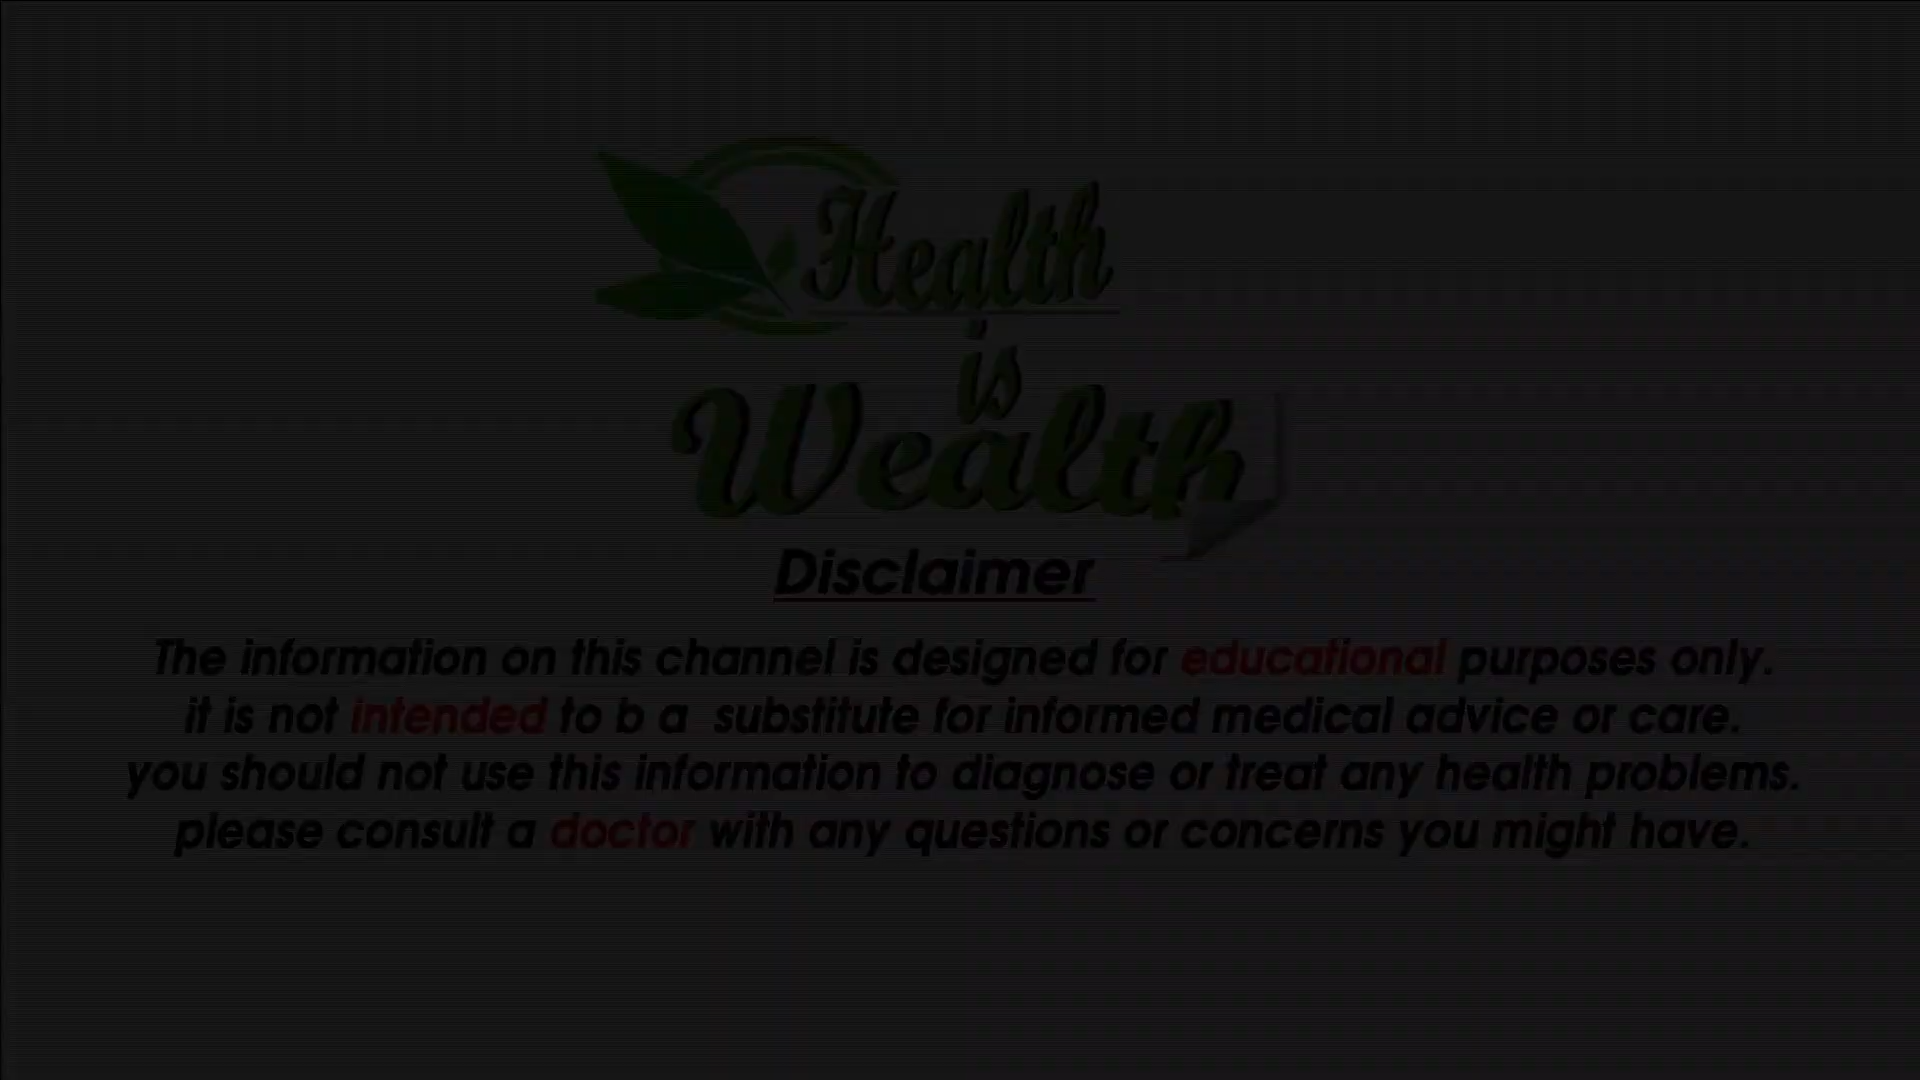 Health
is
Wealth
Disclaimer
The information on this channel is designed for educational purposes only.
it is not intended to b a substitute for informed medical advice or care.
you should not use this information to diagnose or treat any health problems.
please consult a doctor with any questions or concerns you might have.